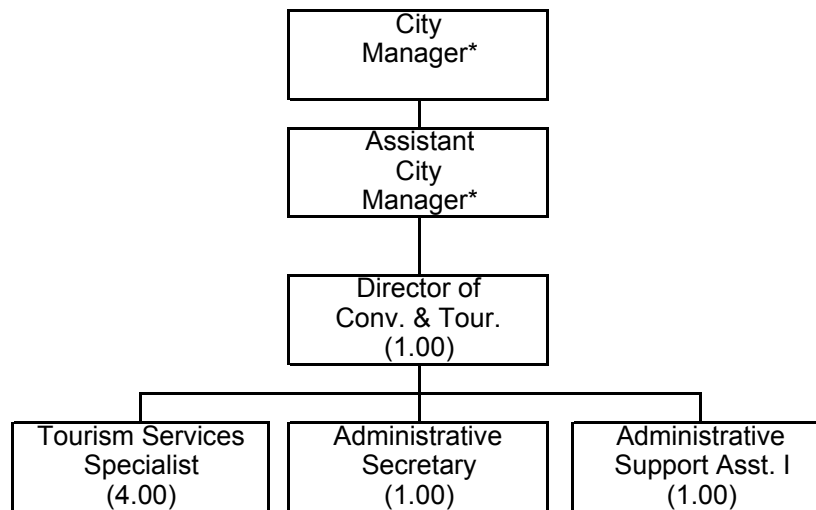 City
Manager*
Assistant
City
Manager*
Director of
Conv. & Tour.
(1.00)
Tourism Services
Specialist
(4.00)
Administrative
Secretary
(1.00)
Administrative
Support Asst. I
(1.00)